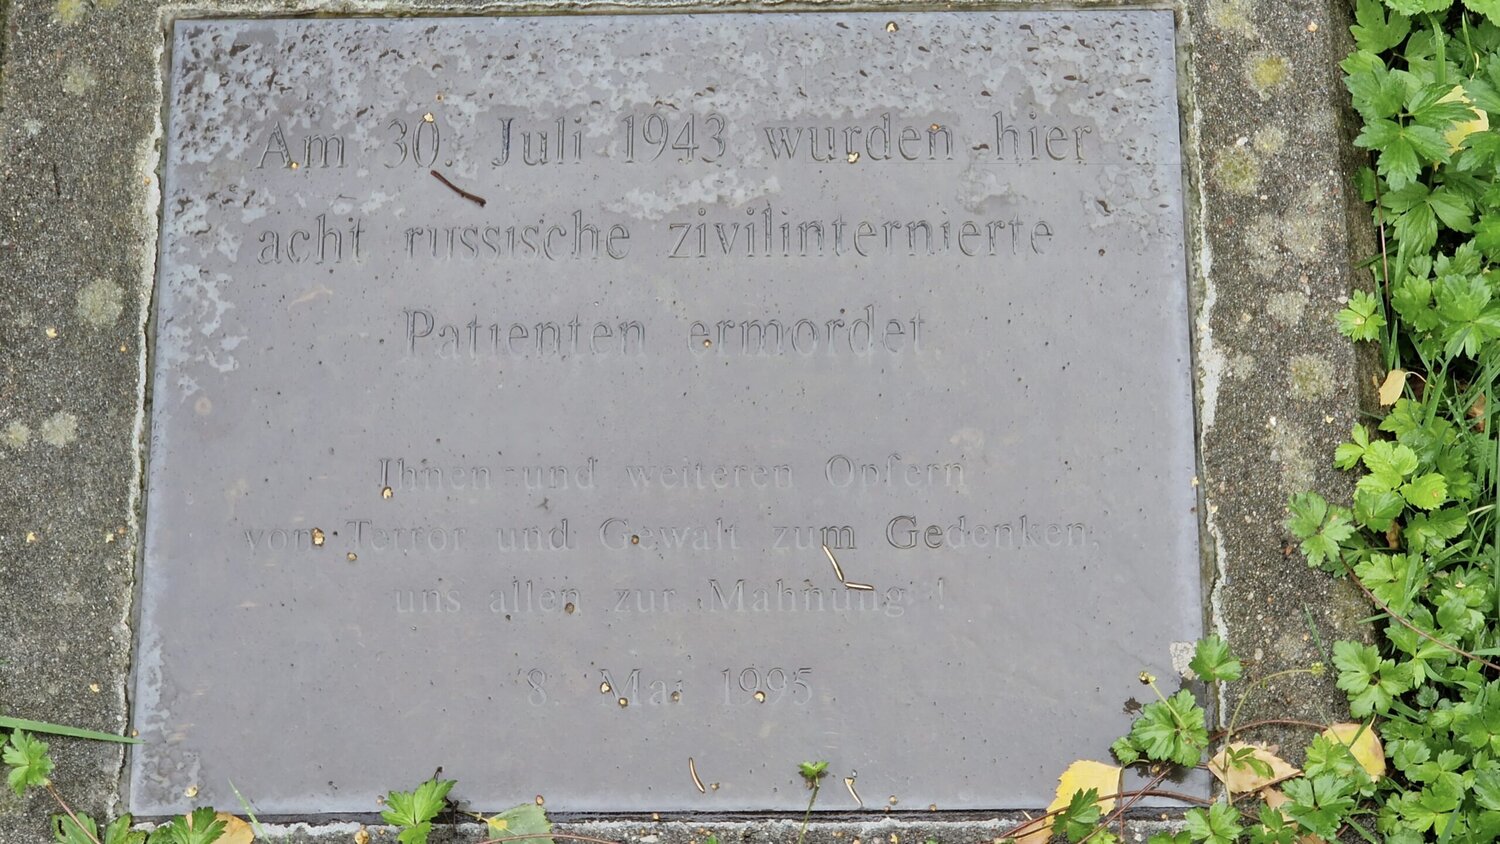 Am 30. Juli 1943 wurden hier
acht russische zivilinternierte
Patienten ermordet.
Ihnen und weiteren Opfern
von Terror und Gewalt zum Gedenken,
uns allen zur Mahnung !
8. Mai 1995